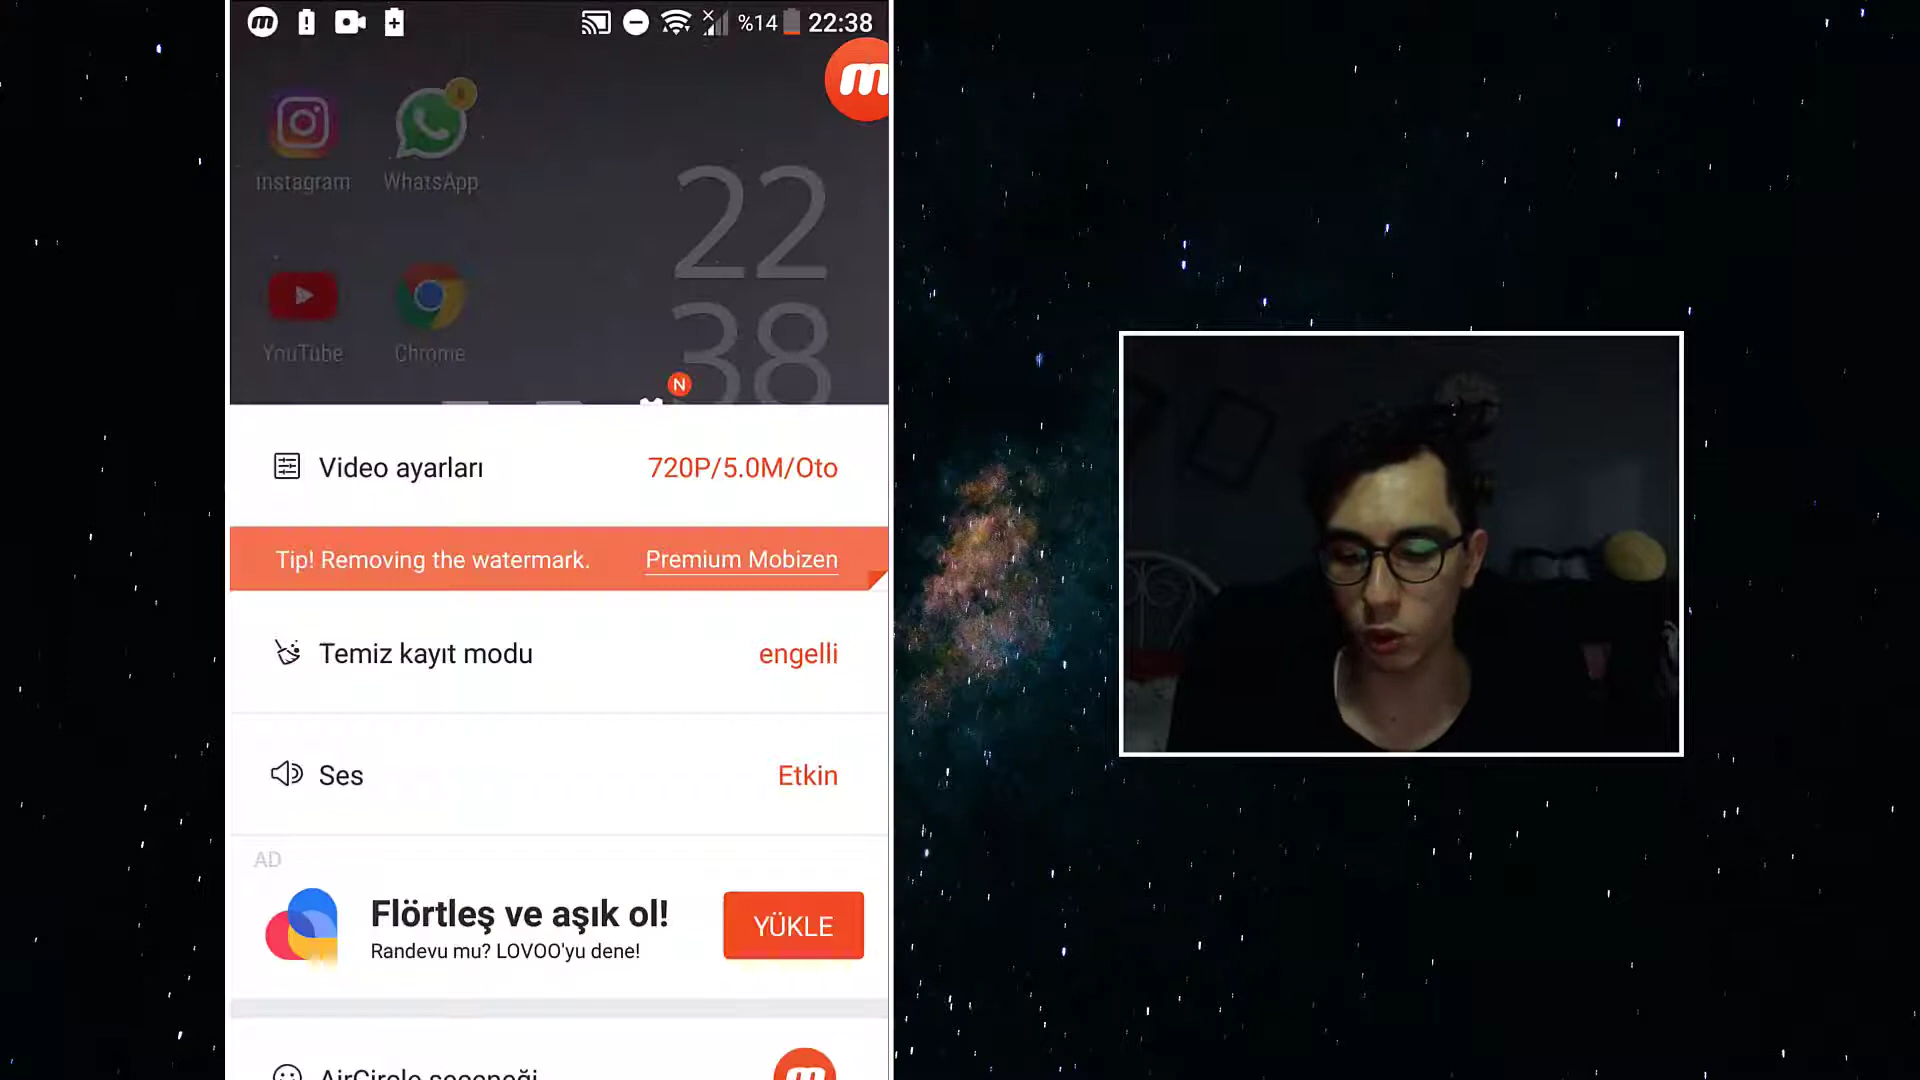 %14 22:38
instagram
WhatsApp
22
38
YouTube
Chrome
N
Video ayarları
720P/5.0M/Oto
Tip! Removing the watermark.
Premium Mobizen
Temiz kayıt modu
engelli
Ses
Etkin
AD
Flörtleş ve aşık ol!
Randevu mu? LOVOO'yu dene!
YÜKLE
AirCircle seçeneği